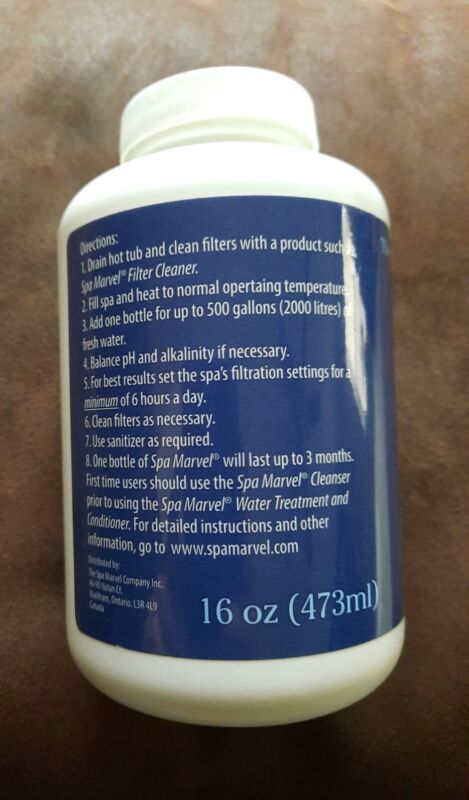 Directions:
1. Drain hot tub and clean filters with a product such as
Spa Marvel® Filter Cleaner.
2. Fill spa and heat to normal opertaing temperature
3. Add one bottle for up to 500 gallons (2000 litres) of
fresh water.
4. Balance pH and alkalinity if necessary.
5. For best results set the spa's filtration settings for a
minimum of 6 hours a day.
6. Clean filters as necessary.
7. Use sanitizer as required.
8. One bottle of Spa Marvel® will last up to 3 months.
First time users should use the Spa Marvel® Cleanser
prior to using the Spa Marvel® Water Treatment and
Conditioner. For detailed instructions and other
information, go to www.spamarvel.com
Distributed by:
The Spa Marvel Company Inc.
Nolan Ct.
Markham, Ontario, L3R 4L9
Canada
16 oz (473ml)